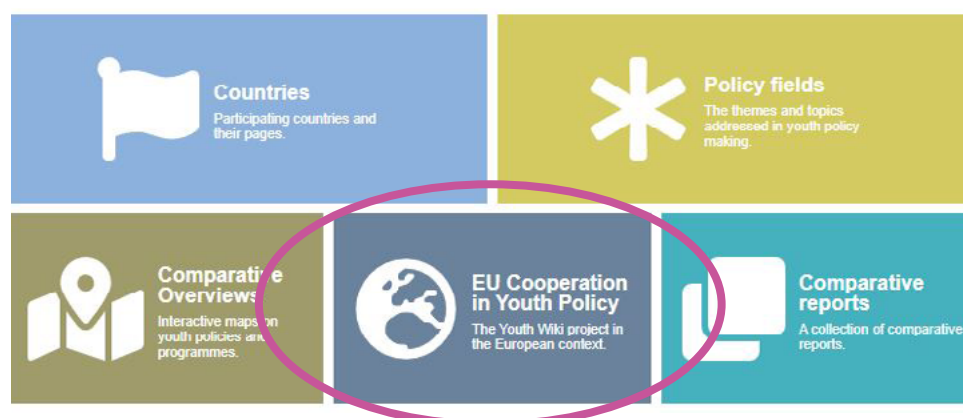 Countries
Participating countries and
their pages.
Policy fields
The themes and topics
addressed in youth policy
making.
Comparative
Overviews
Interactive maps on
youth policies and
programmes.
EU Cooperation
in Youth Policy
The Youth Wiki project in
the European context.
Comparative
reports
A collection of comparative
reports.